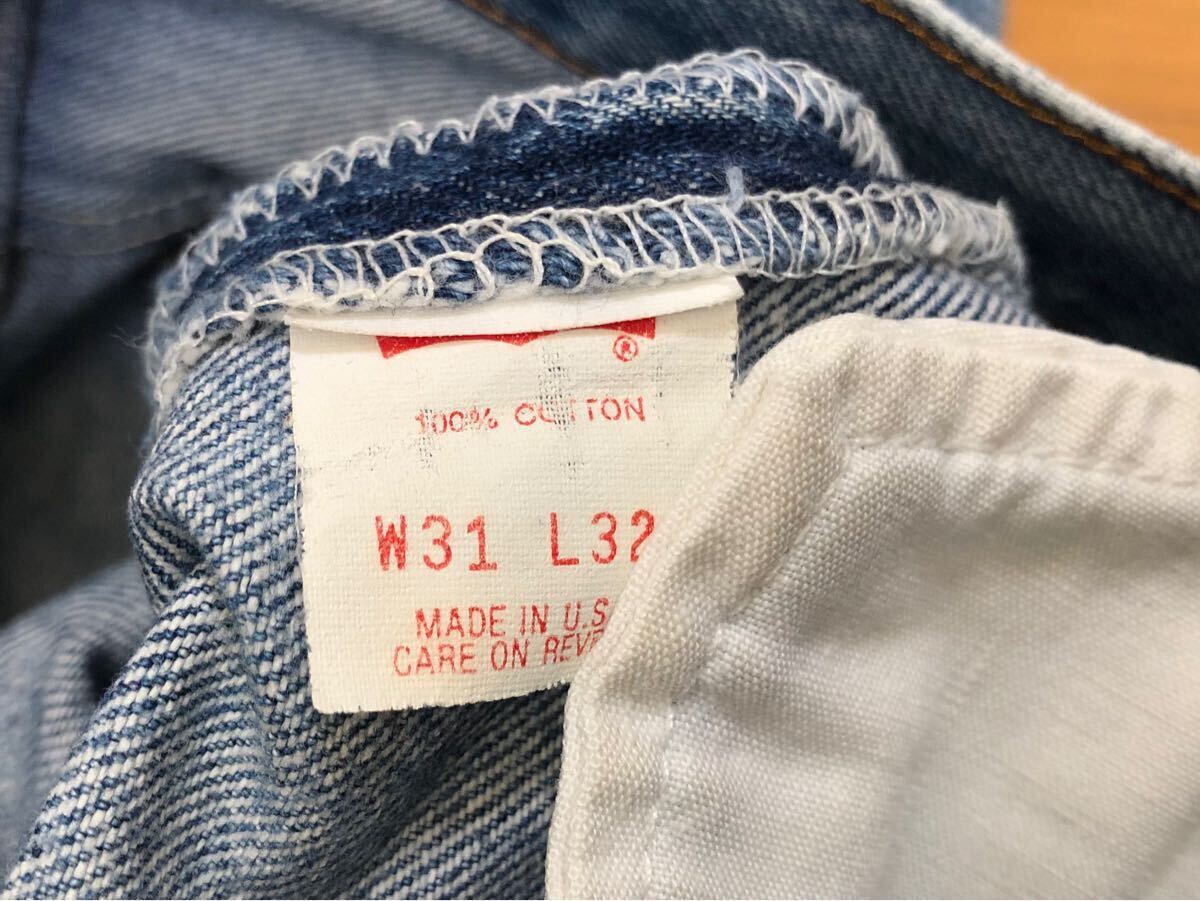 ®
100% COTTON
W31 L32
MADE IN U.S
CARE ON REVE